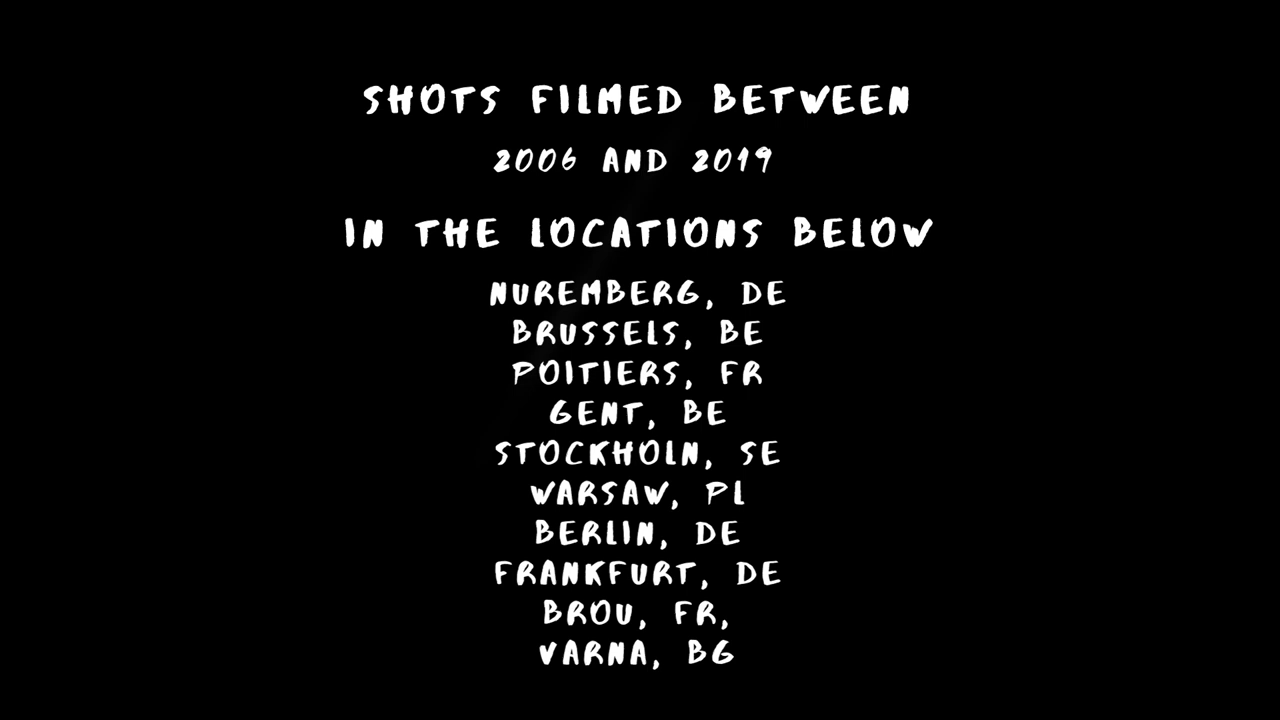 SHOTS FILMED BETWEEN
2006 AND 2019
IN THE LOCATIONS BELOW
NUREMBERG, DE
BRUSSELS, BE
POITIERS, FR
GENT, BE
STOCKHOLN, SE
WARSAW, PL
BERLIN, DE
FRANKFURT, DE
BROU, FR,
VARNA, BG